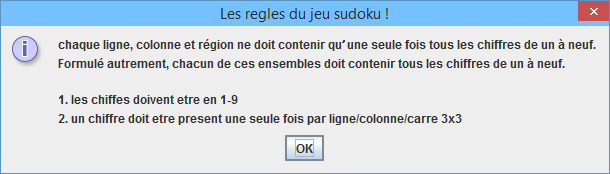 Les regles du jeu sudoku !
chaque ligne, colonne et région ne doit contenir qu’une seule fois tous les chiffres de un à neuf.
Formulé autrement, chacun de ces ensembles doit contenir tous les chiffres de un à neuf.
1. les chiffes doivent etre en 1-9
2. un chiffre doit etre present une seule fois par ligne/colonne/carre 3x3
OK